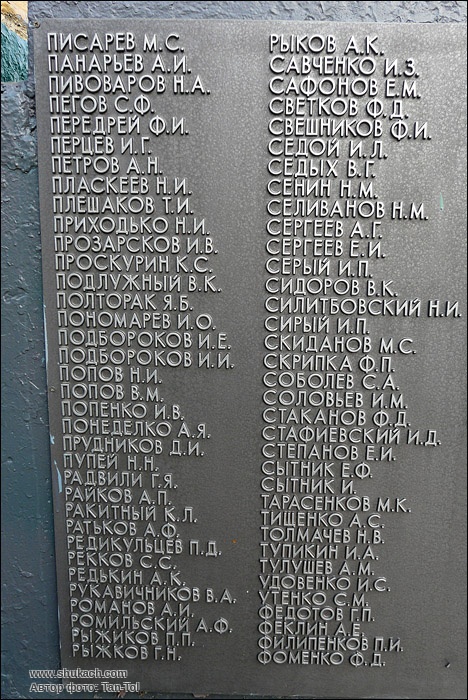 ПИСАРЕВ М.С.
ПАНАРЬЕВ А.И.
ПИВОВАРОВ Н.А.
ПЕГОВ С.Ф.
ПЕРЕДРЕЙ Ф.И.
ПЕРЦЕВ И.Г.
ПЕТРОВ А.Н.
ПЛАСКЕЕВ Н.И.
ПЛЕШАКОВ Т.И.
ПРИХОДЬКО Н.И.
ПРОЗАРСКОВ И.В.
ПРОСКУРИН К.С.
ПОДЛУЖНЫЙ В.К.
ПОЛТОРАК Я.Б.
ПОНОМАРЕВ И.О.
ПОДБОРОКОВ И.Е.
ПОДБОРОКОВ И.И.
ПОПОВ Н.И.
ПОПОВ В.М.
ПОПЕНКО И.В.
ПОНЕДЕЛКО А.Я.
ПРУДНИКОВ Д.И.
ПУПЕЙ Н.Н.
РАДВИЛИ Г.Я.
РАЙКОВ А.П.
РАКИТНЫЙ К.Л.
РАТЬКОВ А.Ф.
РЕДИКУЛЬЦЕВ П.Д.
РЕККОВ С.С.
РЕДЬКИН А.К.
РУКАВИЧНИКОВ В.А.
РОМАНОВ А.И.
РОМИЛЬСКИЙ А.Ф.
РЫЖИКОВ П.П.
РЫЖКОВ Г.Н.
РЫКОВ А.К.
САВЧЕНКО И.З.
САФОНОВ Е.М.
СВЕТКОВ Ф.Д.
СВЕШНИКОВ Ф.И.
СЕДОЙ И.Л.
СЕДЫХ В.Г.
СЕНИН Н.М.
СЕЛИВАНОВ Н.М.
СЕРГЕЕВ А.Г.
СЕРГЕЕВ Е.И.
СЕРЫЙ И.П.
СИДОРОВ В.К.
СИЛИТБОВСКИЙ Н.И.
СИРЫЙ И.П.
СКИДАНОВ М.С.
СКРИПКА Ф.П.
СОБОЛЕВ С.А.
СОЛОВЬЕВ И.М.
СТАКАНОВ Ф.Д.
СТАФИЕВСКИЙ И.Д.
СТЕПАНОВ Е.И.
СЫТНИК Е.Ф.
СЫТНИК И.
ТАРАСЕНКОВ М.К.
ТИЩЕНКО А.С.
ТОЛМАЧЕВ Н.В.
ТУПИКИН И.А.
ТУЛУШЕВ А.М.
УДОВЕНКО И.С.
УТЕНКО С.М.
ФЕДОТОВ Г.П.
ФЕКЛИН А.Е.
ФИЛИПЕНКОВ П.И.
ФОМЕНКО Ф.Д.
www.shukach.com
Автор фото: Tan-Tol